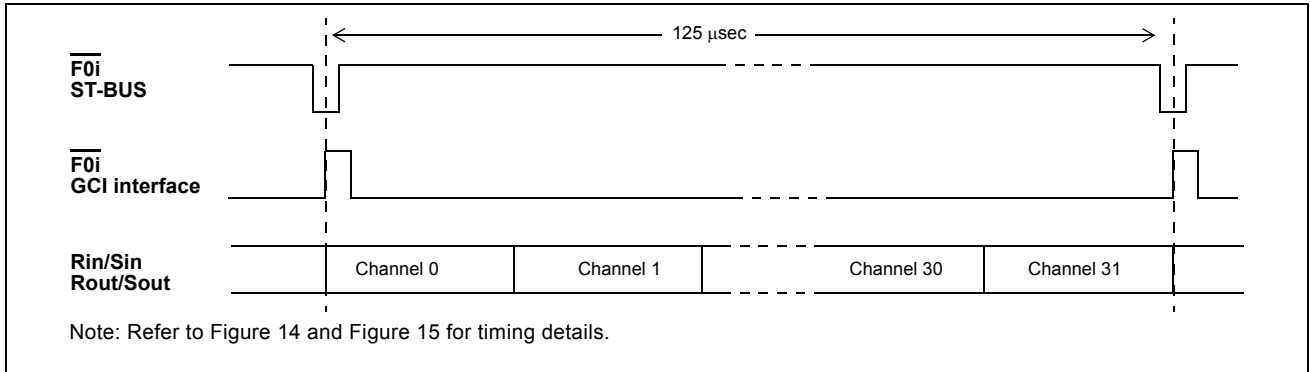 125 µsec
F0i
ST-BUS
F0i
GCI interface
Rin/Sin
Rout/Sout
Channel 0
Channel 1
Channel 30
Channel 31
Note: Refer to Figure 14 and Figure 15 for timing details.